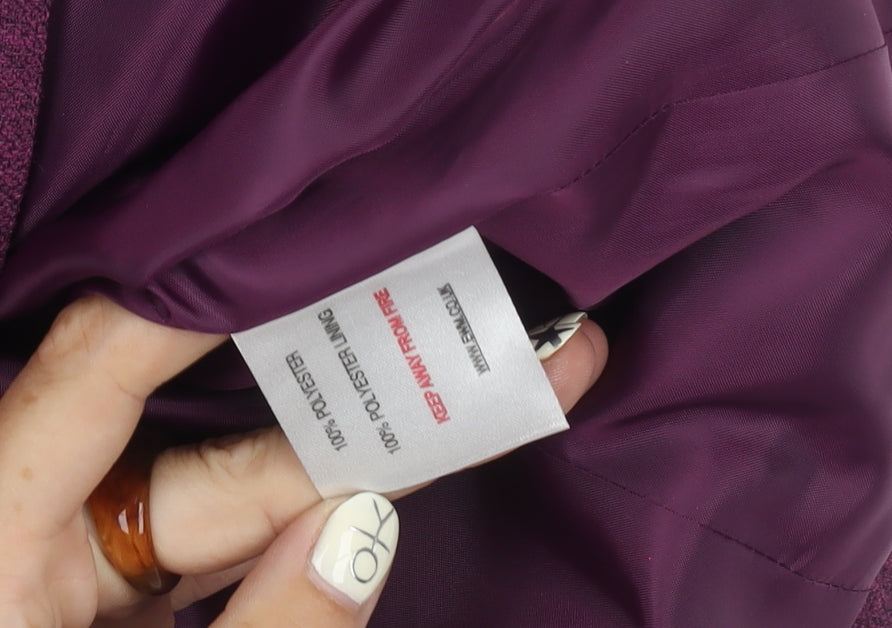 100% POLYESTER
100% POLYESTER LINING
KEEP AWAY FROM FIRE
WWW.EWM.CO.UK